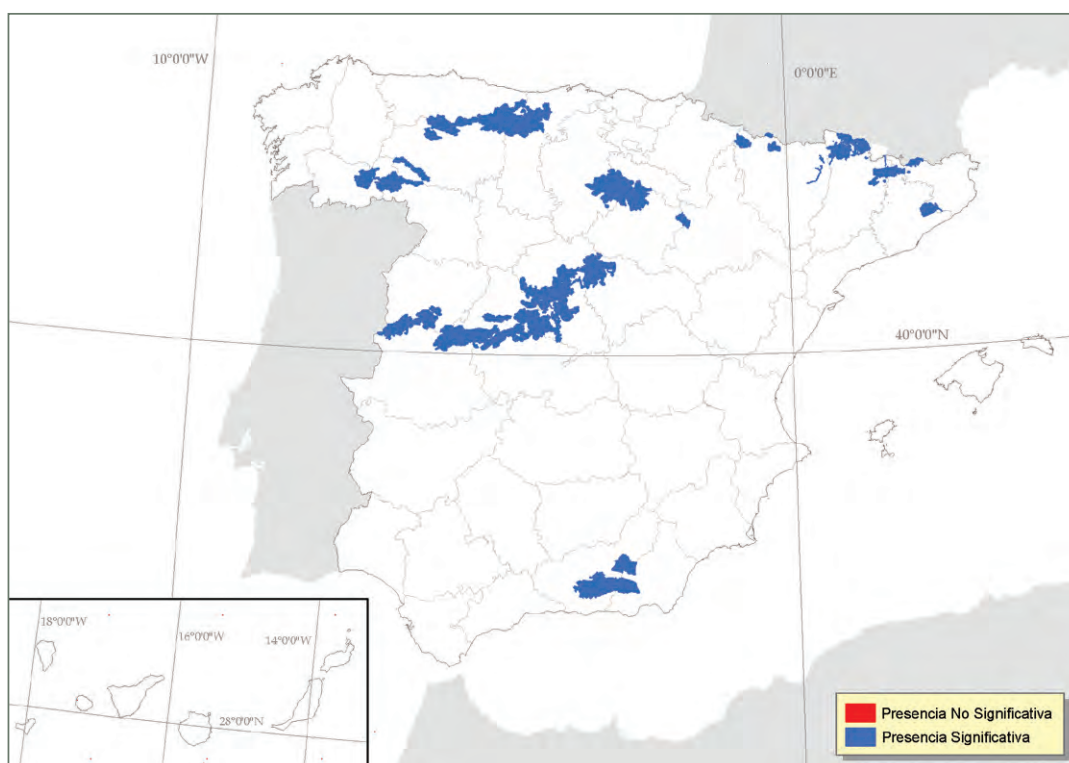 10°0'0"W
0°0'0"E
40°0'0"N
18°0'0"W
16°0'0"W
14°0'0"W
28°0'0"N
Presencia No Significativa
Presencia Significativa